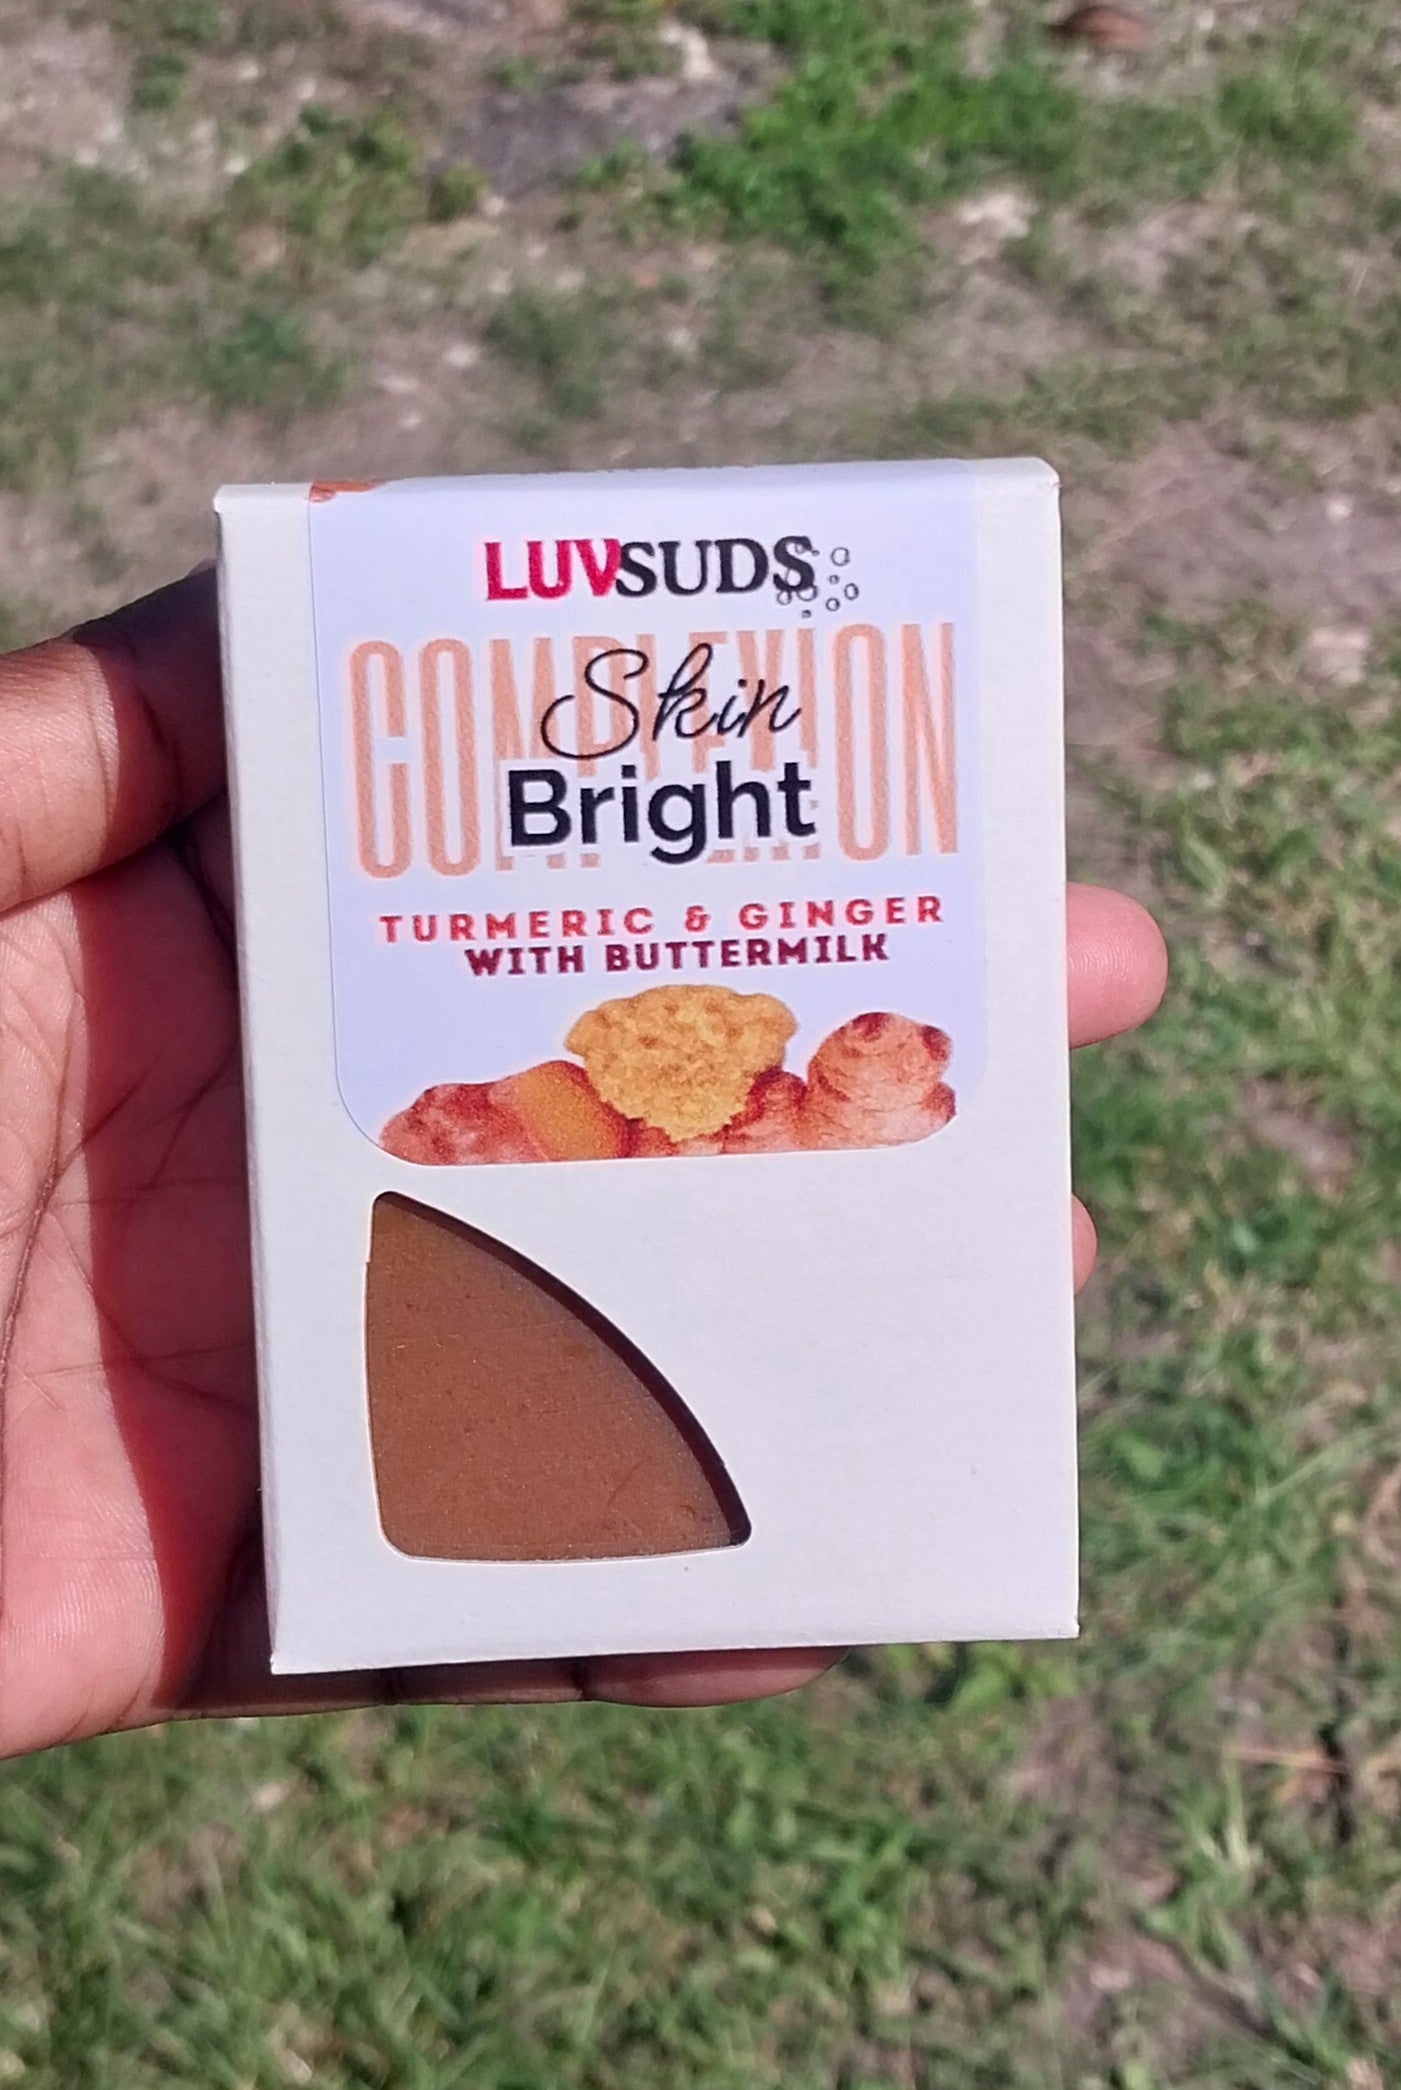 LUVSUDS
COMPLEXION
Skin
Bright
TURMERIC & GINGER
WITH BUTTERMILK